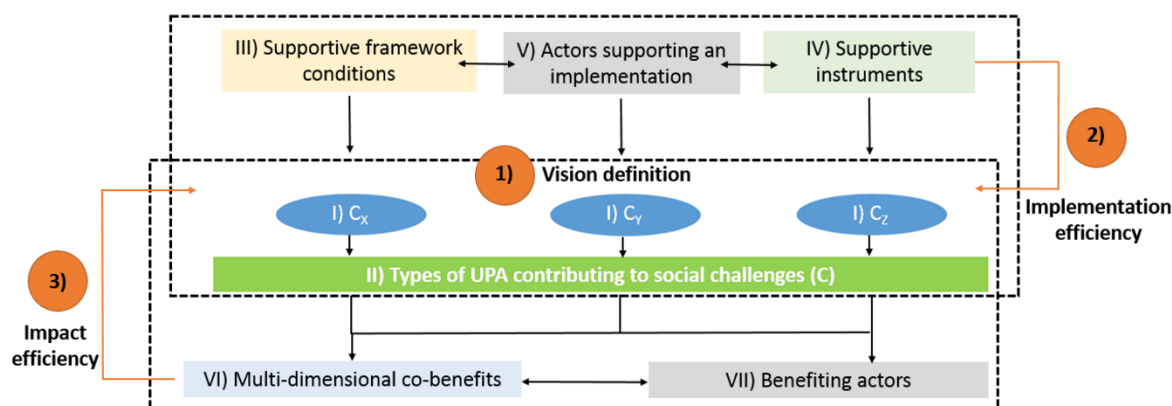 III) Supportive framework
conditions
V) Actors supporting an
implementation
IV) Supportive
instruments
2)
1)
Vision definition
I) CX
I) CY
I) CZ
Implementation
efficiency
II) Types of UPA contributing to social challenges (C)
3)
Impact
efficiency
VI) Multi-dimensional co-benefits
VII) Benefiting actors